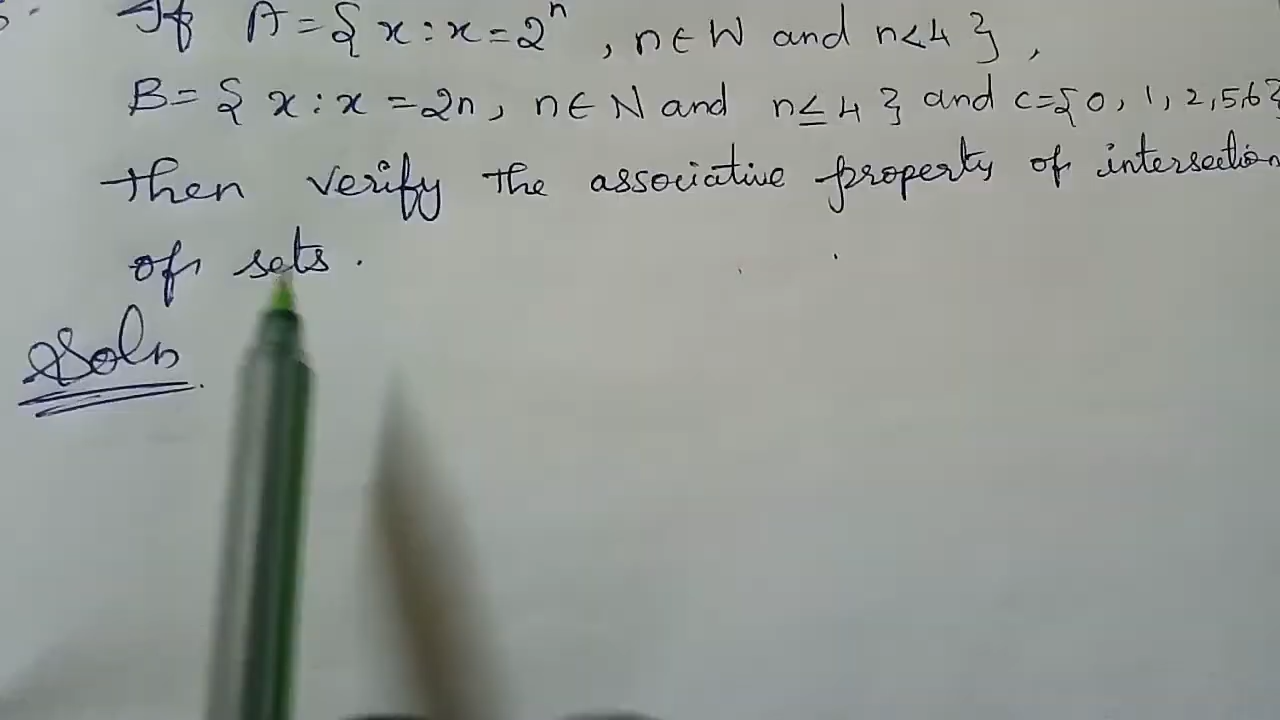 If A = { x : x = 2ⁿ , n ∈ W and n < 4 } ,
B = { x : x = 2n , n ∈ N and n ≤ 4 } and c = { 0 , 1 , 2 , 5 , 6 }
then verify the associative property of intersection
of sets .
Soln